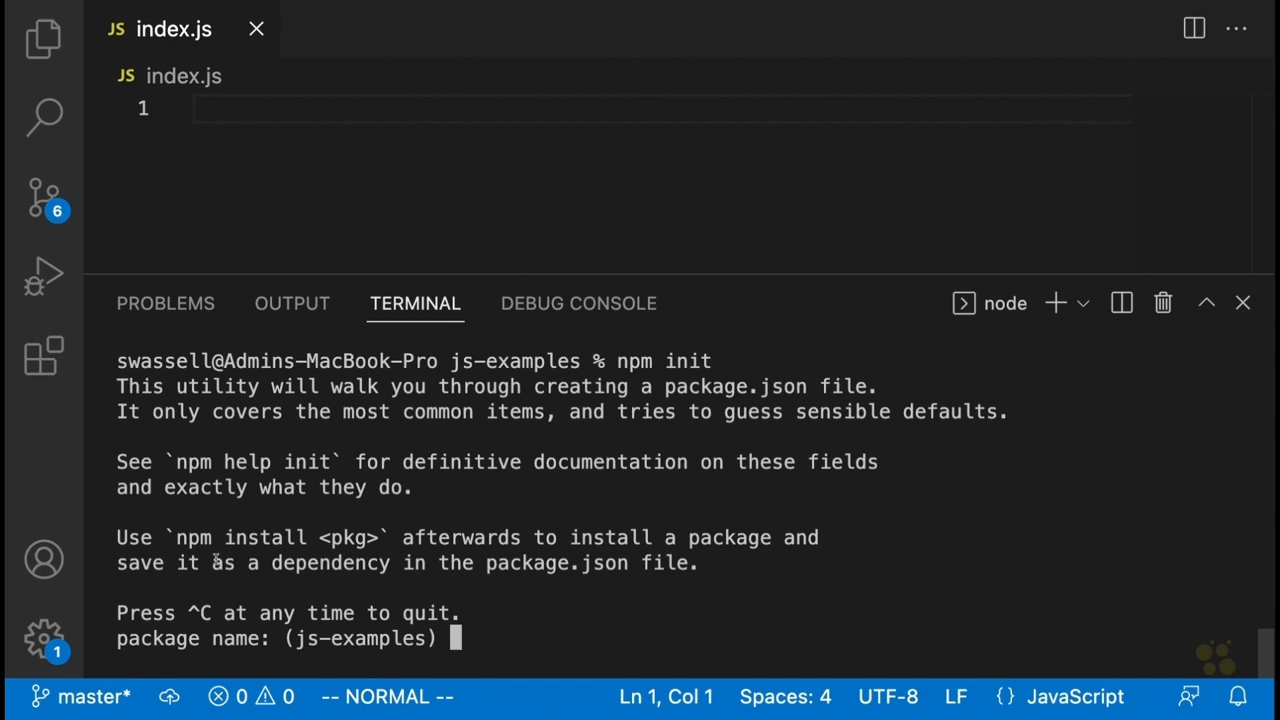 JS index.js
JS index.js
1
6
PROBLEMS OUTPUT TERMINAL DEBUG CONSOLE node
swassell@Admins-MacBook-Pro js-examples % npm init
This utility will walk you through creating a package.json file.
It only covers the most common items, and tries to guess sensible defaults.
See `npm help init` for definitive documentation on these fields
and exactly what they do.
Use `npm install <pkg>` afterwards to install a package and
save it as a dependency in the package.json file.
Press ^C at any time to quit.
package name: (js-examples)
1
master* 0 0 -- NORMAL -- Ln 1, Col 1 Spaces: 4 UTF-8 LF {} JavaScript